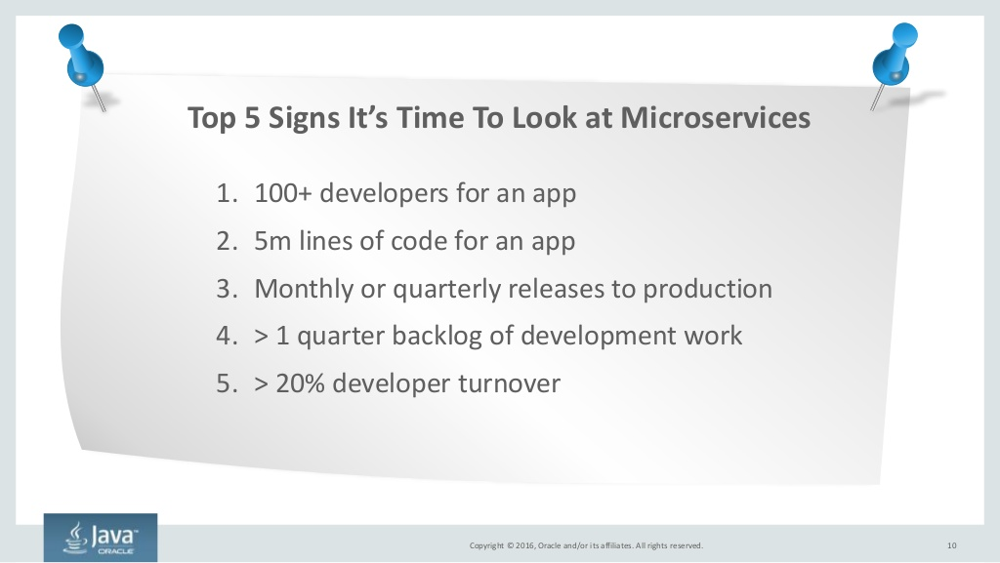 Top 5 Signs It’s Time To Look at Microservices
1. 100+ developers for an app
2. 5m lines of code for an app
3. Monthly or quarterly releases to production
4. > 1 quarter backlog of development work
5. > 20% developer turnover
Java™
ORACLE
Copyright © 2016, Oracle and/or its affiliates. All rights reserved.
10